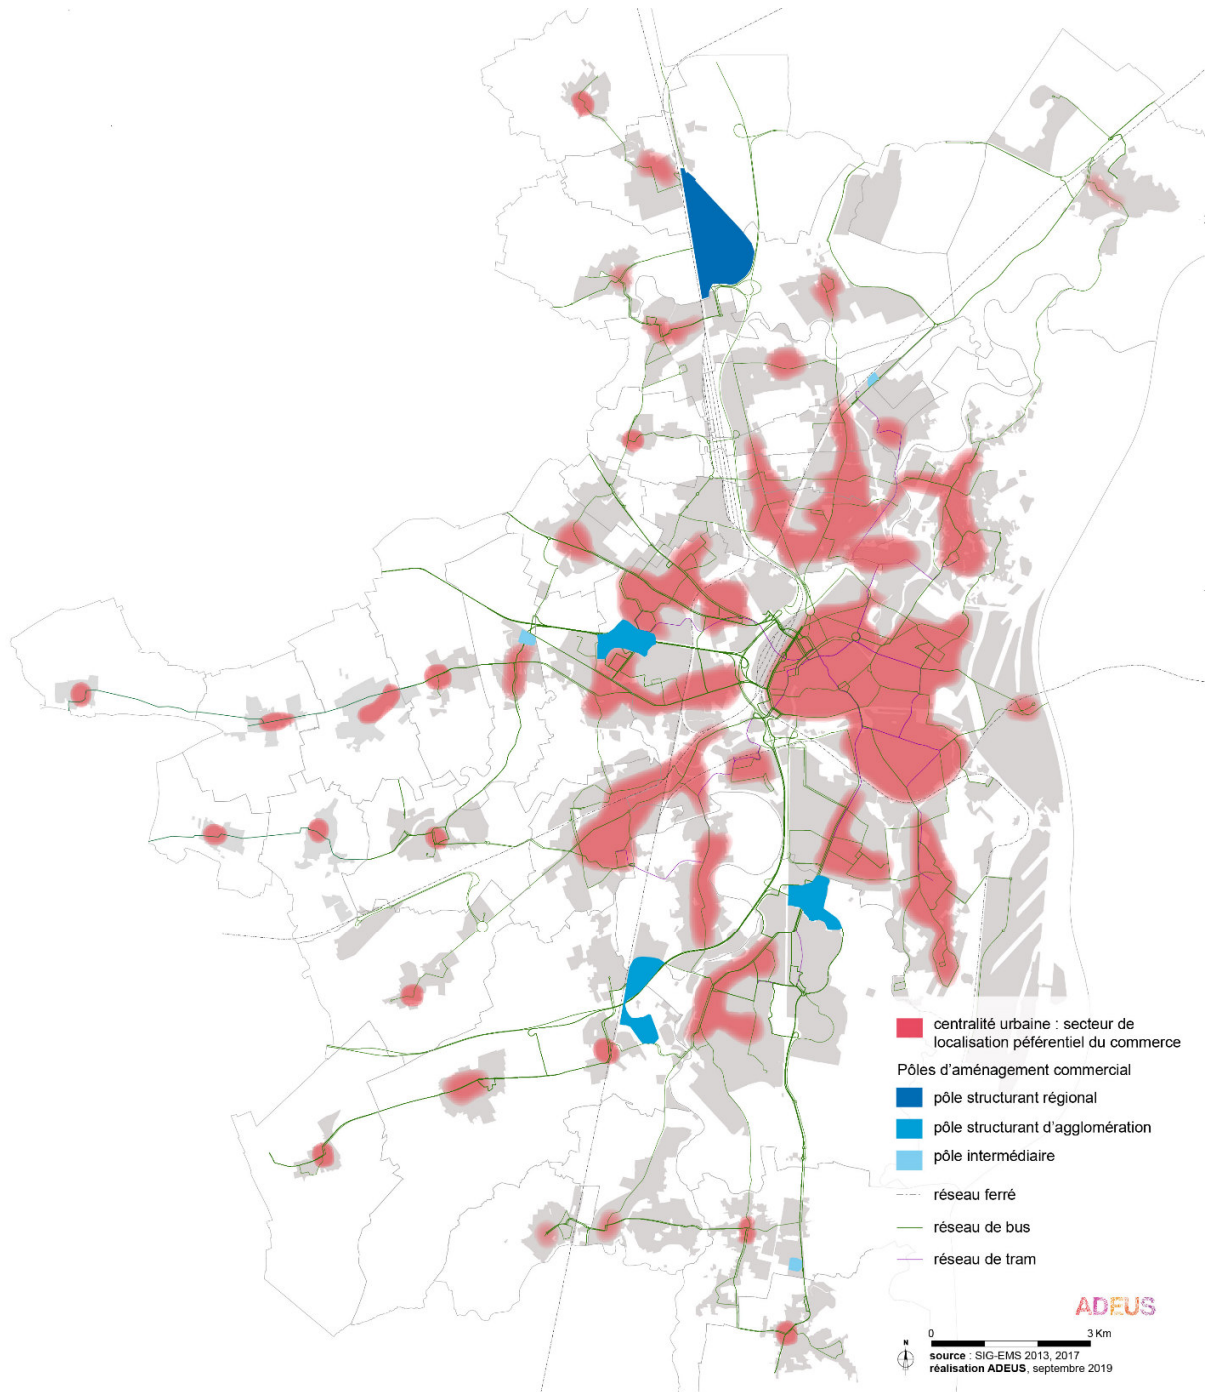 centralité urbaine : secteur de
localisation péférentiel du commerce
Pôles d'aménagement commercial
pôle structurant régional
pôle structurant d'agglomération
pôle intermédiaire
réseau ferré
réseau de bus
réseau de tram
ADEUS
0 3 Km
N
source : SIG-EMS 2013, 2017
réalisation ADEUS, septembre 2019